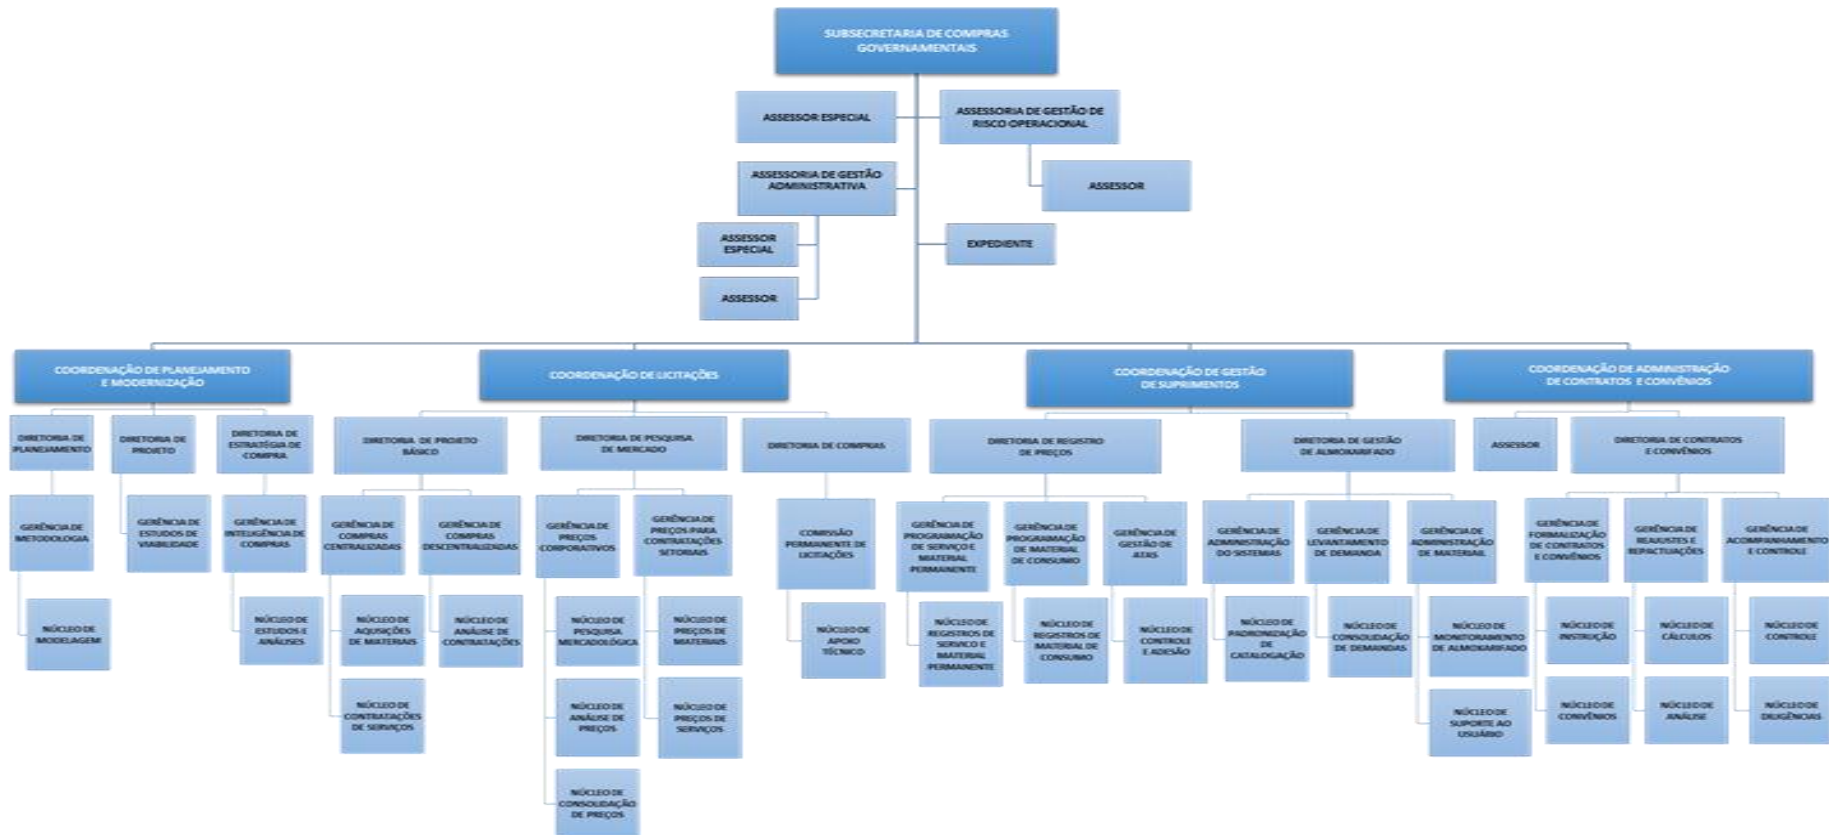 SUBSECRETARIA DE COMPRAS
GOVERNAMENTAIS
ASSESSOR ESPECIAL
ASSESSORIA DE GESTÃO DE
RISCO OPERACIONAL
ASSESSORIA DE GESTÃO
ADMINISTRATIVA
ASSESSOR
ASSESSOR
ESPECIAL
EXPEDIENTE
ASSESSOR
COORDENAÇÃO DE PLANEJAMENTO
E MODERNIZAÇÃO
COORDENAÇÃO DE LICITAÇÕES
COORDENAÇÃO DE GESTÃO
DE SUPRIMENTOS
COORDENAÇÃO DE ADMINISTRAÇÃO
DE CONTRATOS E CONVÊNIOS
DIRETORIA DE
PLANEJAMENTO
DIRETORIA DE
PROJETO
DIRETORIA DE
ESTRATÉGIA DE
COMPRA
DIRETORIA DE PROJETO
BÁSICO
DIRETORIA DE PESQUISA
DE MERCADO
DIRETORIA DE COMPRAS
DIRETORIA DE REGISTRO
DE PREÇOS
DIRETORIA DE GESTÃO
DE ALMOXARIFADO
ASSESSOR
DIRETORIA DE CONTRATOS
E CONVÊNIOS
GERÊNCIA DE
METODOLOGIA
GERÊNCIA DE
ESTUDOS DE
VIABILIDADE
GERÊNCIA DE
INTELIGÊNCIA DE
COMPRAS
GERÊNCIA DE
COMPRAS
CENTRALIZADAS
GERÊNCIA DE
COMPRAS
DESCENTRALIZADAS
GERÊNCIA DE
PREÇOS
CORPORATIVOS
GERÊNCIA DE
PREÇOS PARA
CONTRATAÇÕES
SETORIAIS
COMISSÃO
PERMANENTE DE
LICITAÇÕES
GERÊNCIA DE
PROGRAMAÇÃO
DE SERVIÇO E
MATERIAL
PERMANENTE
GERÊNCIA DE
PROGRAMAÇÃO
DE MATERIAL
DE CONSUMO
GERÊNCIA DE
GESTÃO DE
ATAS
GERÊNCIA DE
ADMINISTRAÇÃO
DO SISTEMAS
GERÊNCIA DE
LEVANTAMENTO
DE DEMANDA
GERÊNCIA DE
ADMINISTRAÇÃO
DE MATERIAIL
GERÊNCIA DE
FORMALIZAÇÃO
DE CONTRATOS
E CONVÊNIOS
GERÊNCIA DE
REAJUSTES E
REPACTUAÇÕES
GERÊNCIA DE
ACOMPANHAMENTO
E CONTROLE
NÚCLEO DE
MODELAGEM
NÚCLEO DE
ESTUDOS E
ANÁLISES
NÚCLEO DE
AQUSIÇÕES
DE MIATERIAIS
NÚCLEO DE
ANÁLISE DE
CONTRATAÇÕES
NÚCLEO DE
PESQUISA
MERCADOLÓGICA
NÚCLEO DE
PREÇOS DE
MATERIAIS
NÚCLEO DE
APOIO
TÉCNICO
NÚCLEO DE
REGISTROS DE
SERVICO E
MATERIAL
PERMANENTE
NÚCLEO DE
REGISTROS DE
MATERIAL DE
CONSUMO
NÚCLEO DE
CONTROLE
E ADESÃO
NÚCLEO DE
PADRONIZAÇÃO
DE
CATALOGAÇÃO
NÚCLEO DE
CONSOLIDAÇÃO
DE DEMANDAS
NÚCLEO DE
MONITORAMENTO
DE ALMOXARIFADO
NÚCLEO DE
INSTRUÇÃO
NÚCLEO DE
CÁLCULOS
NÚCLEO DE
CONTROLE
NÚCLEO DE
CONTRATAÇÕES
DE SERVIÇOS
NÚCLEO DE
ANÁLISE DE
PREÇOS
NÚCLEO DE
PREÇOS DE
SERVIÇOS
NÚCLEO DE
SUPORTE AO
USUÁRIO
NÚCLEO DE
CONVÊNIOS
NÚCLEO DE
ANÁLISE
NÚCLEO DE
DILIGÊNCIAS
NÚCLEO DE
CONSOLIDAÇÃO
DE PREÇOS